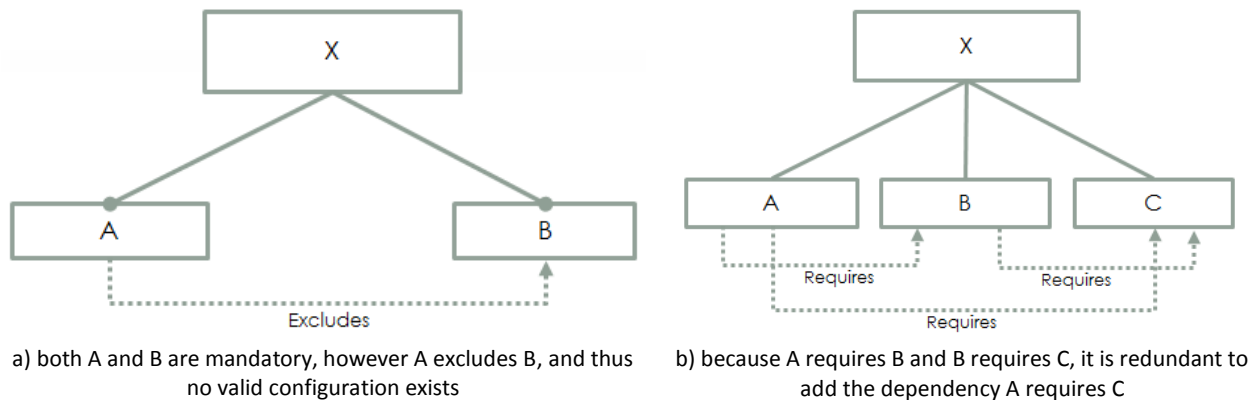 X
A
B
Excludes
a) both A and B are mandatory, however A excludes B, and thus
no valid configuration exists
X
A
B
C
Requires
Requires
Requires
b) because A requires B and B requires C, it is redundant to
add the dependency A requires C